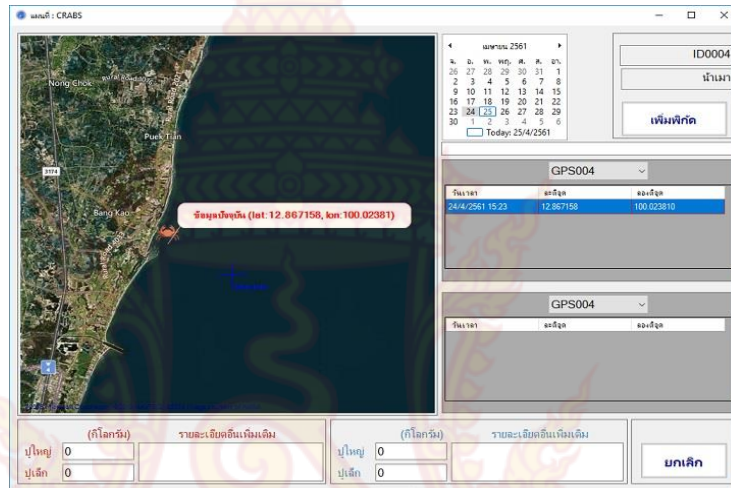 แผนที่ : CRABS
Nong Chok
Rural Road
Puek Tian
3174
Bang Kao
Rural Road 4033
ข้อมูลปัจจุบัน (lat:12.867158, lon:100.02381)
เมษายน 2561
จ. อ. พ. พฤ. ศ. ส. อา.
26 27 28 29 30 31 1
2 3 4 5 6 7 8
9 10 11 12 13 14 15
16 17 18 19 20 21 22
23 24 25 26 27 28 29
30 1 2 3 4 5 6
Today: 25/4/2561
ID0004
น้าเมา
เพิ่มพิกัด
GPS004
วันเวลา ละติจูด ลองติจูด
24/4/2561 15:23 12.867158 100.023810
GPS004
วันเวลา ละติจูด ลองติจูด
(กิโลกรัม) รายละเอียดอื่นเพิ่มเติม (กิโลกรัม) รายละเอียดอื่นเพิ่มเติม
ปูใหญ่ 0 ปูใหญ่ 0
ปูเล็ก 0 ปูเล็ก 0
ยกเลิก